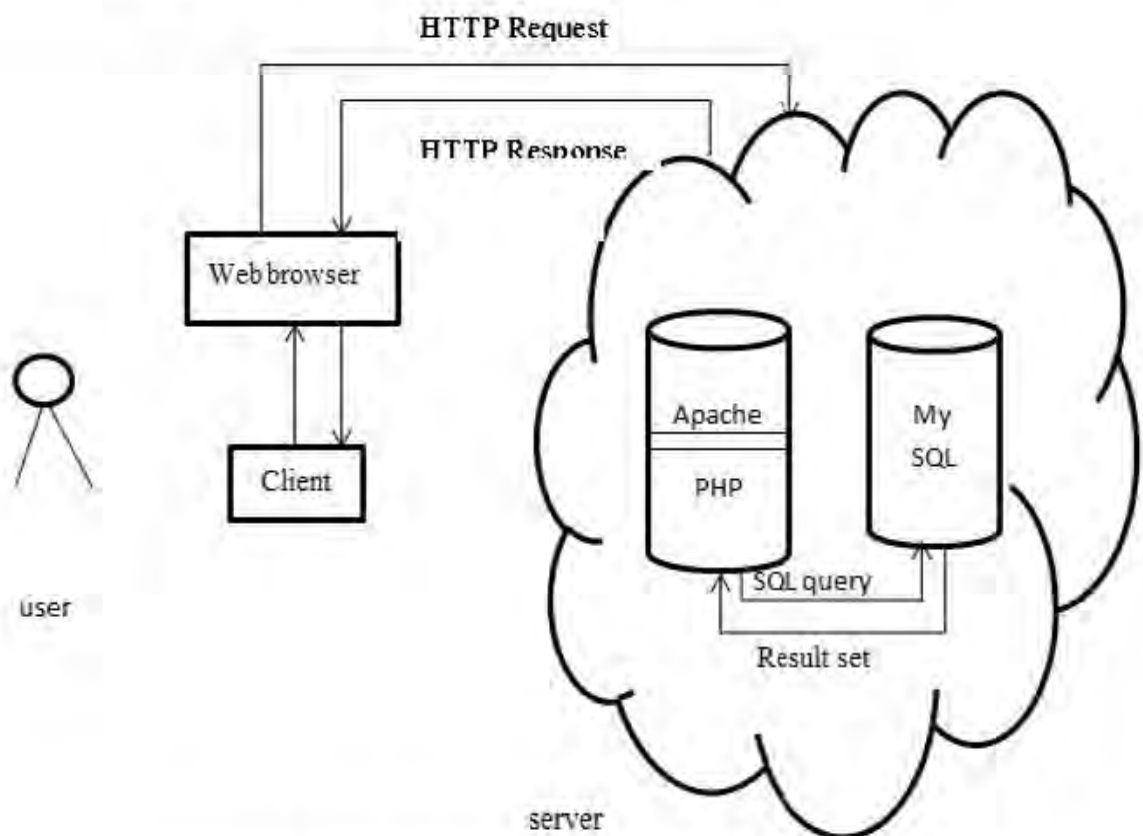 HTTP Request
HTTP Response
Web browser
Apache
My
SQL
PHP
Client
SQL query
user
Result set
server